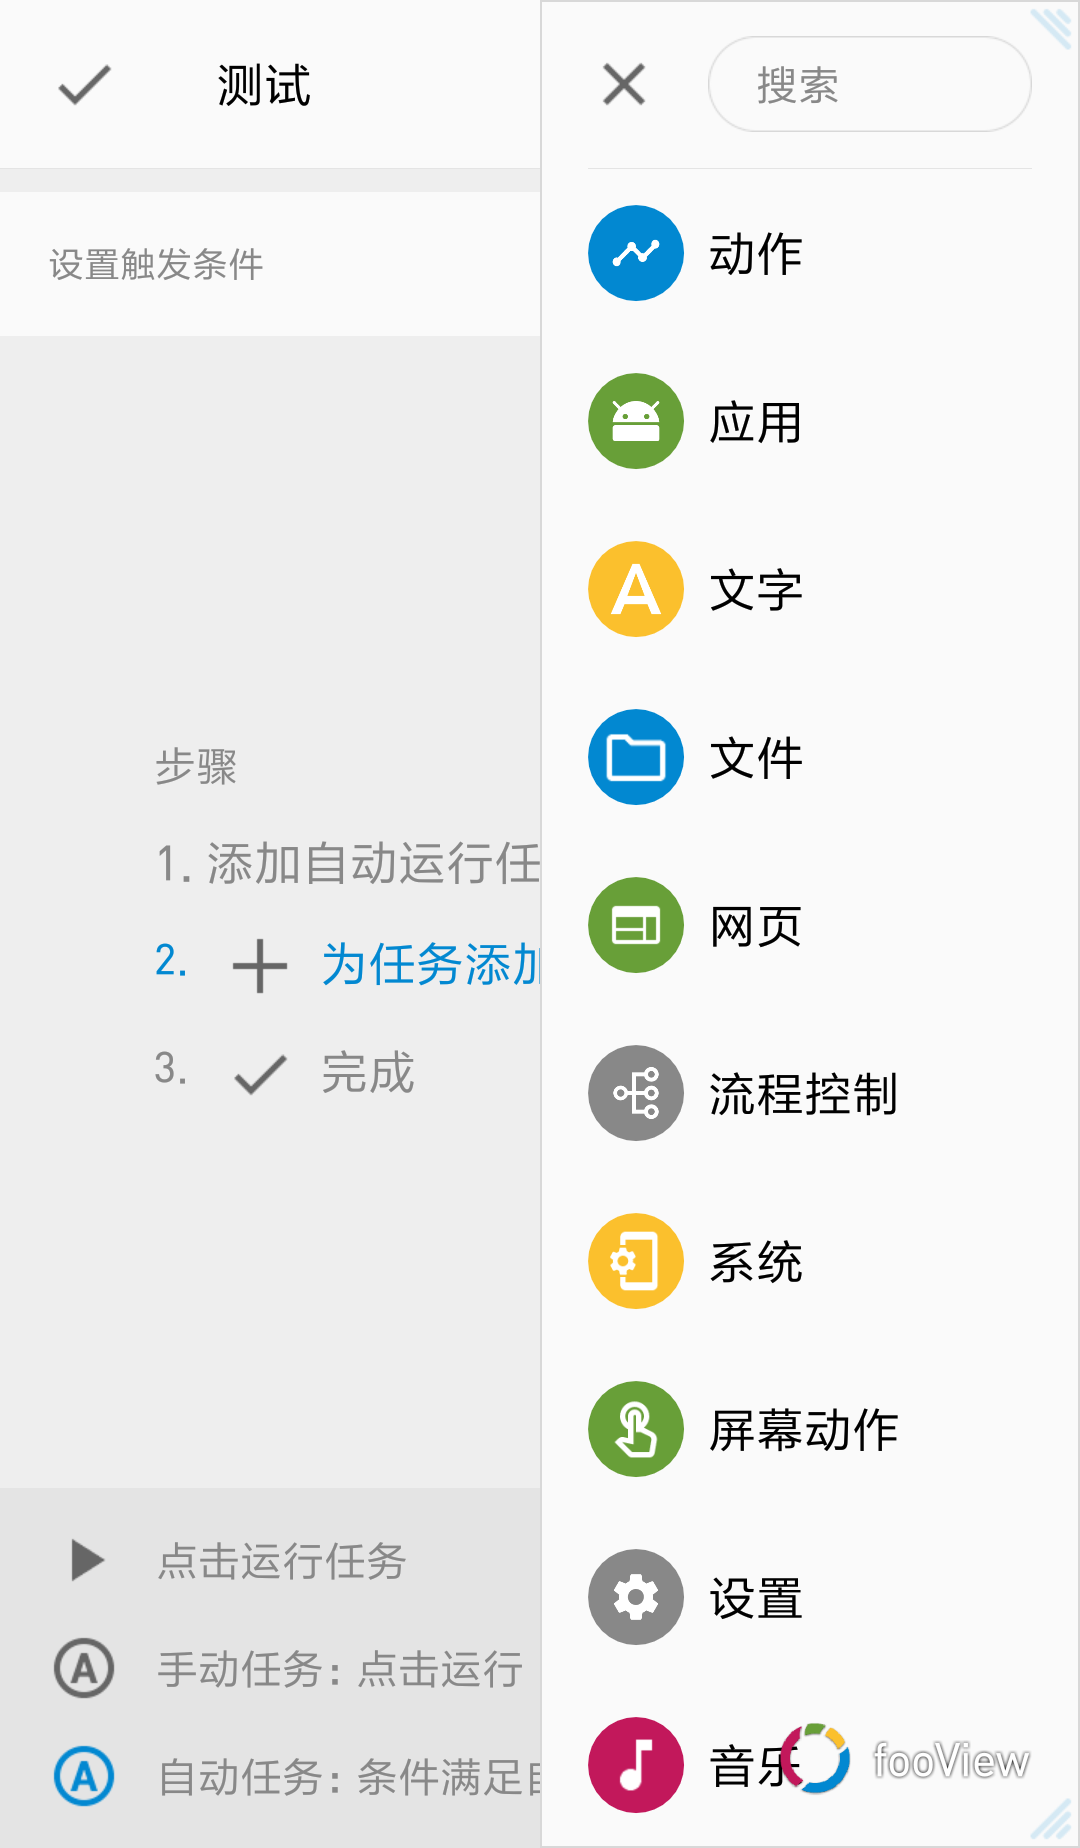 测试
设置触发条件
步骤
1. 添加自动运行任
2. 为任务添加
3. 完成
点击运行任务
手动任务：点击运行
自动任务：条件满足
搜索
动作
应用
文字
文件
网页
流程控制
系统
屏幕动作
设置
音乐
fooView